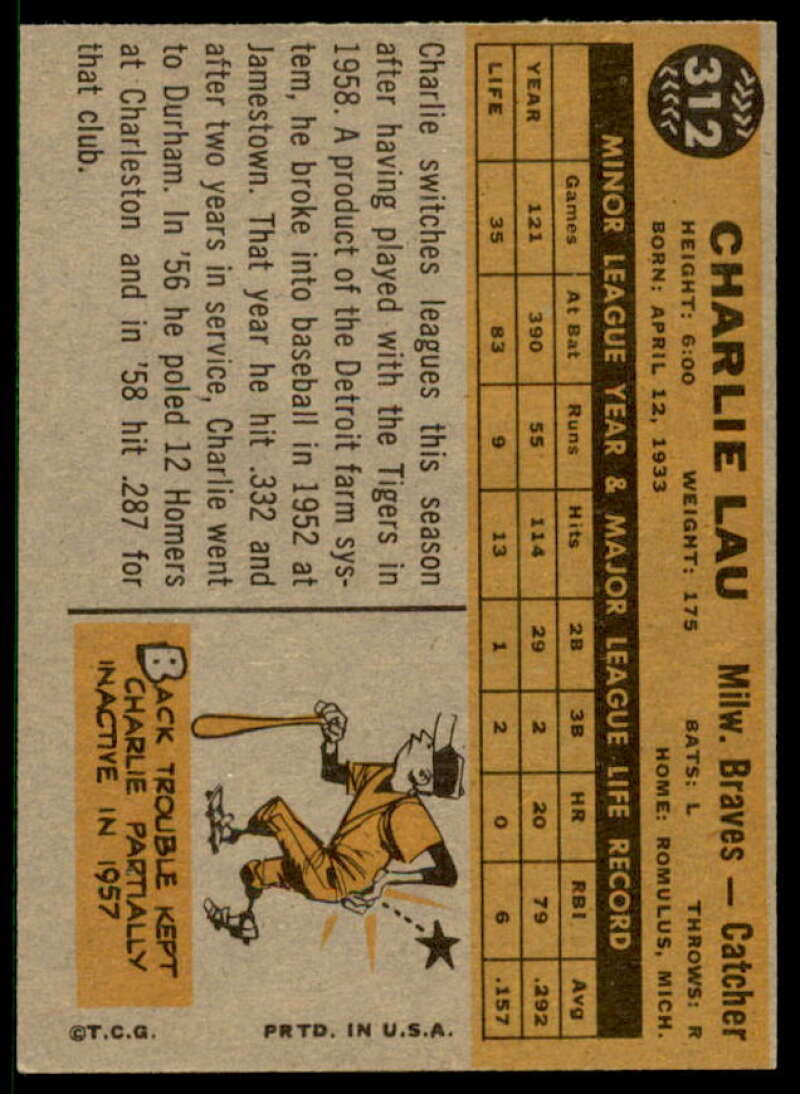 312
CHARLIE LAU Milw. Braves — Catcher
HEIGHT: 6:00 WEIGHT: 175 BATS: L THROWS: R
BORN: APRIL 12, 1933 HOME: ROMULUS, MICH.
MINOR LEAGUE YEAR & MAJOR LEAGUE LIFE RECORD
Games At Bat Runs Hits 2B 3B HR RBI Avg
YEAR 121 390 55 114 29 2 20 79 .292
LIFE 35 83 9 13 1 2 0 6 .157
Charlie switches leagues this season
after having played with the Tigers in
1958. A product of the Detroit farm sys-
tem, he broke into baseball in 1952 at
Jamestown. That year he hit .332 and
after two years in service, Charlie went
to Durham. In '56 he poled 12 Homers
at Charleston and in '58 hit .287 for
that club.
BACK TROUBLE KEPT
CHARLIE PARTIALLY
INACTIVE IN 1957
©T.C.G. PRTD. IN U.S.A.